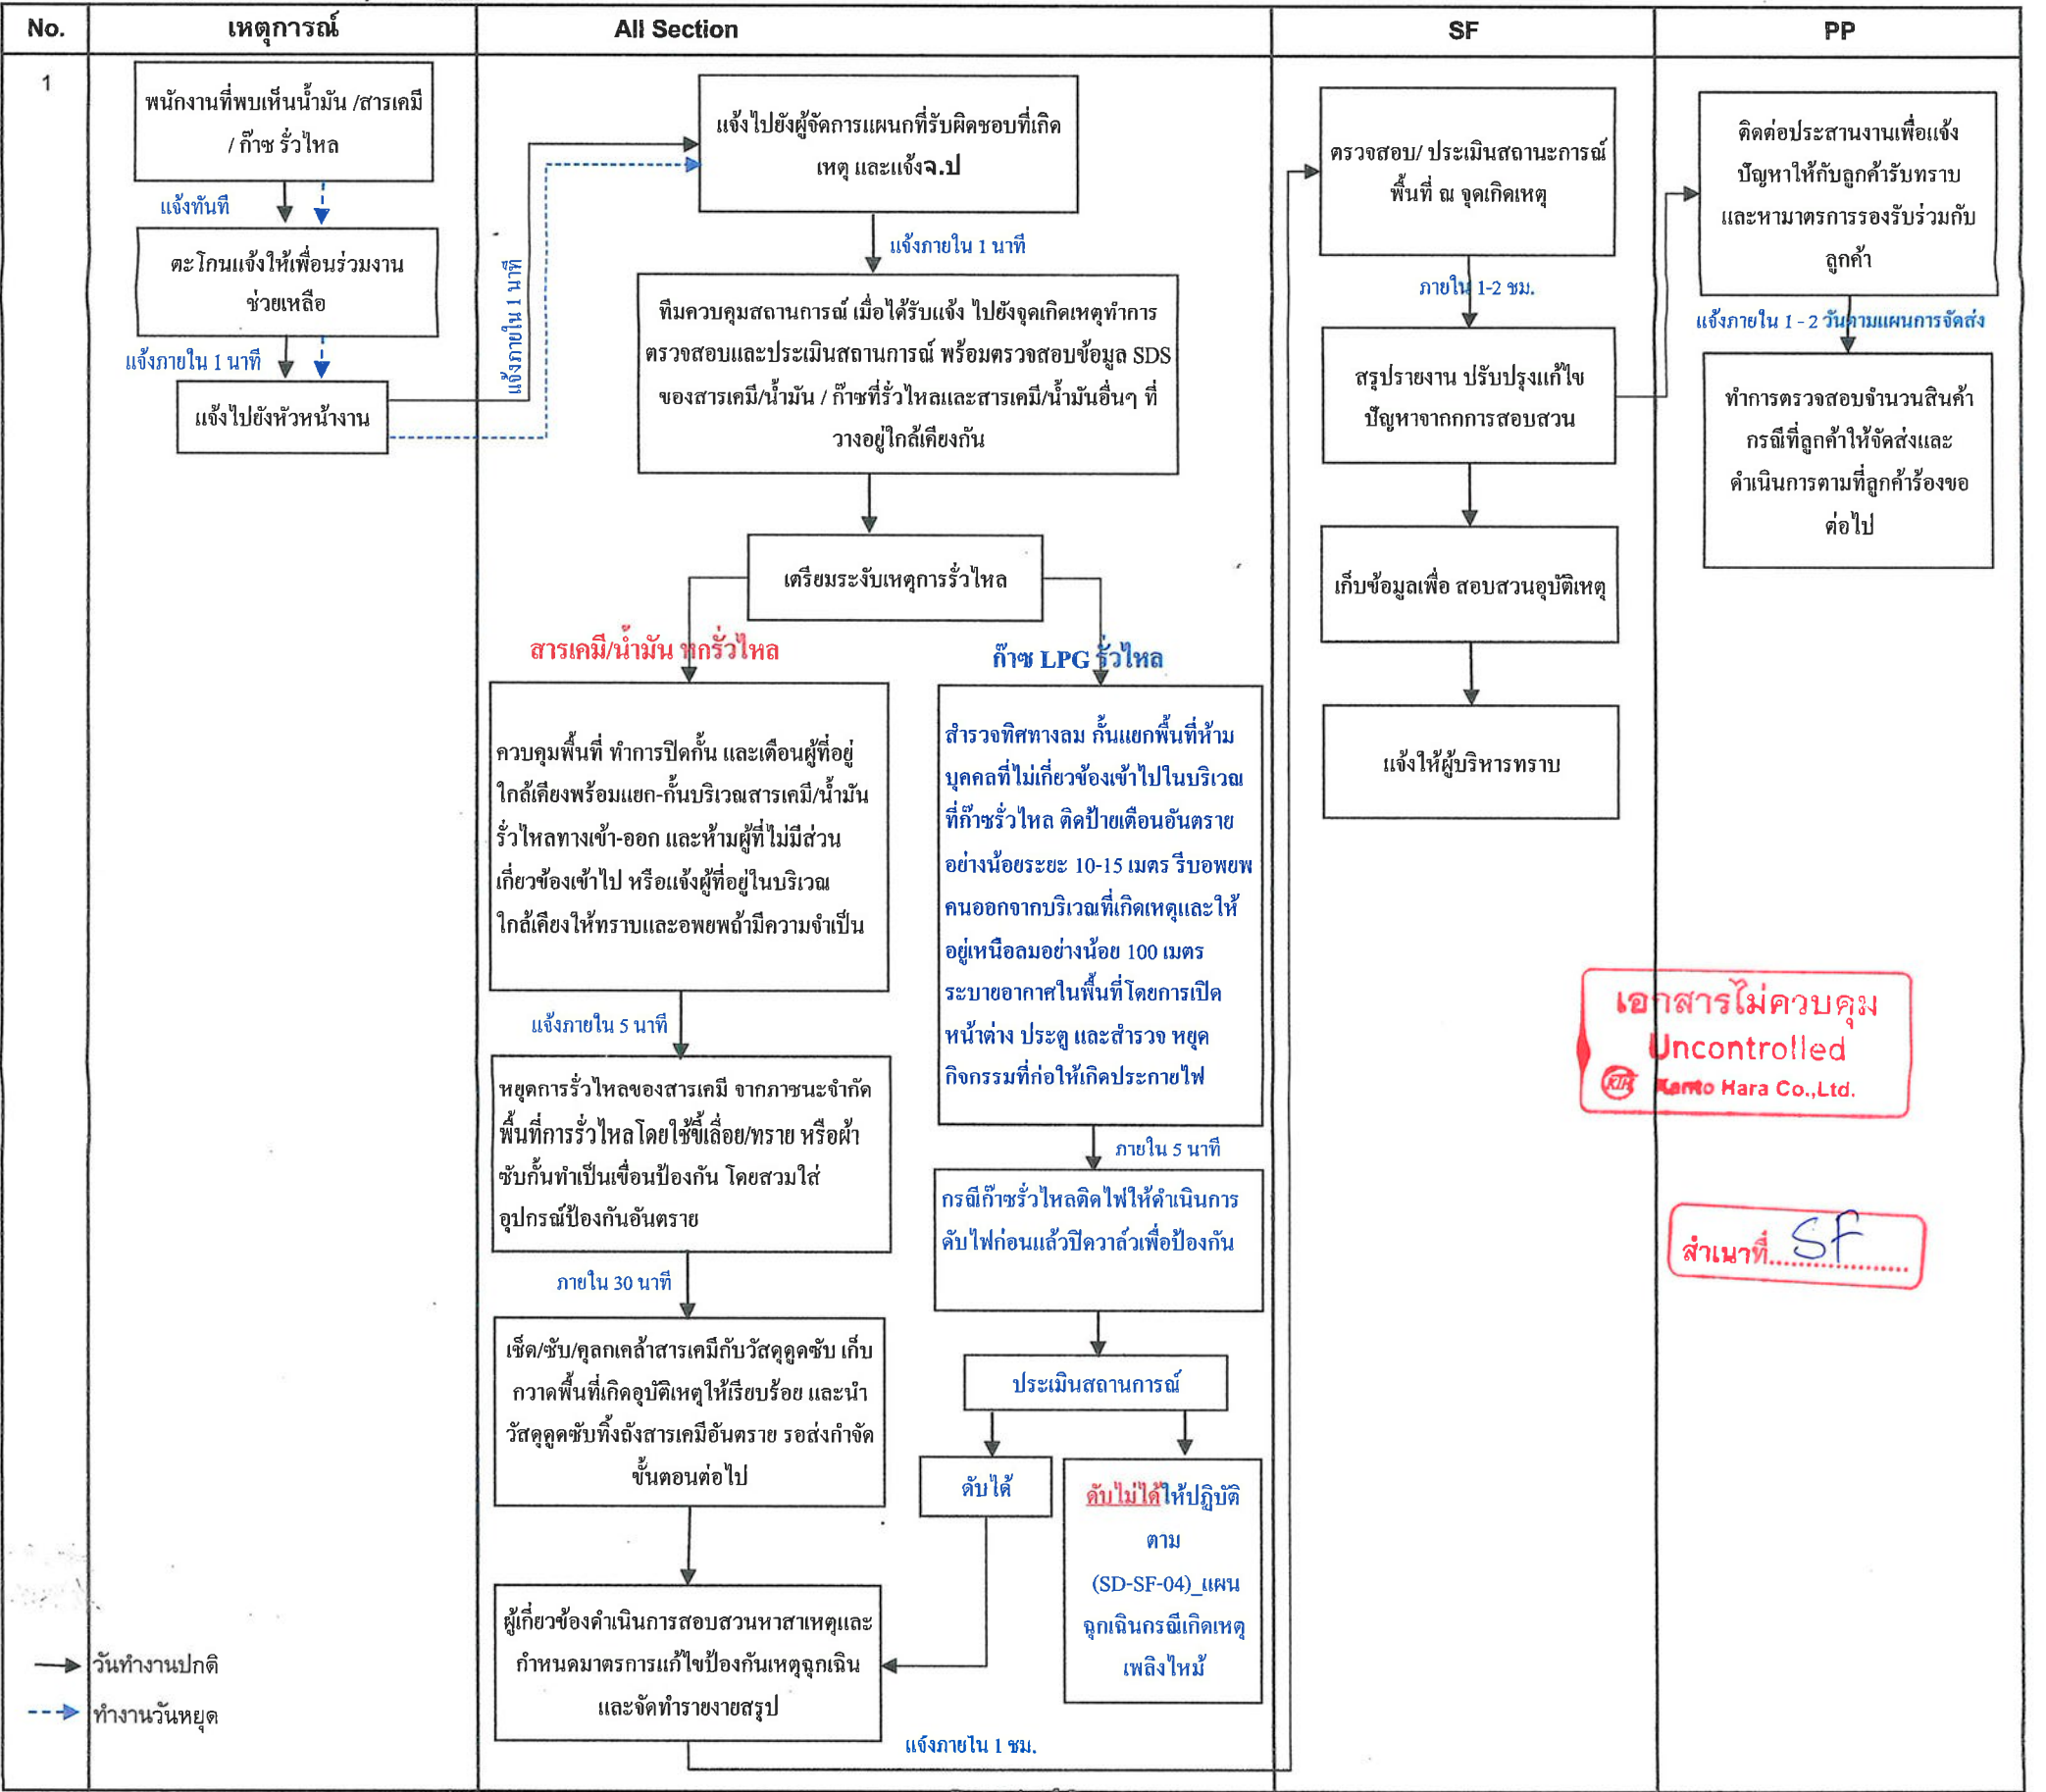 No.
เหตุการณ์
All Section
SF
PP
1
พนักงานที่พบเห็นน้ำมัน /สารเคมี
/ ก๊าซ รั่วไหล
แจ้งทันที
ตะโกนแจ้งให้เพื่อนร่วมงาน
ช่วยเหลือ
แจ้งภายใน 1 นาที
แจ้งไปยังหัวหน้างาน
แจ้งภายใน 1 นาที
แจ้งไปยังผู้จัดการแผนกที่รับผิดชอบที่เกิด
เหตุ และแจ้งจ.ป
แจ้งภายใน 1 นาที
ทีมควบคุมสถานการณ์ เมื่อได้รับแจ้ง ไปยังจุดเกิดเหตุทำการ
ตรวจสอบและประเมินสถานการณ์ พร้อมตรวจสอบข้อมูล SDS
ของสารเคมี/น้ำมัน / ก๊าซที่รั่วไหลและสารเคมี/น้ำมันอื่นๆ ที่
วางอยู่ใกล้เคียงกัน
เตรียมระงับเหตุการรั่วไหล
สารเคมี/น้ำมัน หกรั่วไหล
ควบคุมพื้นที่ ทำการปิดกั้น และเตือนผู้ที่อยู่
ใกล้เคียงพร้อมแยก-กั้นบริเวณสารเคมี/น้ำมัน
รั่วไหลทางเข้า-ออก และห้ามผู้ที่ไม่มีส่วน
เกี่ยวข้องเข้าไป หรือแจ้งผู้ที่อยู่ในบริเวณ
ใกล้เคียงให้ทราบและอพยพถ้ามีความจำเป็น
แจ้งภายใน 5 นาที
หยุดการรั่วไหลของสารเคมี จากภาชนะจำกัด
พื้นที่การรั่วไหลโดยใช้ขี้เลื่อย/ทราย หรือผ้า
ซับกั้นทำเป็นเขื่อนป้องกัน โดยสวมใส่
อุปกรณ์ป้องกันอันตราย
ภายใน 30 นาที
เช็ด/ซับ/คลุกเคล้าสารเคมีกับวัสดุดูดซับ เก็บ
กวาดพื้นที่เกิดอุบัติเหตุให้เรียบร้อย และนำ
วัสดุดูดซับทิ้งถังสารเคมีอันตราย รอส่งกำจัด
ขั้นตอนต่อไป
ผู้เกี่ยวข้องดำเนินการสอบสวนหาสาเหตุและ
กำหนดมาตรการแก้ไขป้องกันเหตุฉุกเฉิน
และจัดทำรายงายสรุป
แจ้งภายใน 1 ชม.
ก๊าซ LPG รั่วไหล
สำรวจทิศทางลม กั้นแยกพื้นที่ห้าม
บุคคลที่ไม่เกี่ยวข้องเข้าไปในบริเวณ
ที่ก๊าซรั่วไหล ติดป้ายเตือนอันตราย
อย่างน้อยระยะ 10-15 เมตร รีบอพยพ
คนออกจากบริเวณที่เกิดเหตุและให้
อยู่เหนือลมอย่างน้อย 100 เมตร
ระบายอากาศในพื้นที่โดยการเปิด
หน้าต่าง ประตู และสำรวจ หยุด
กิจกรรมที่ก่อให้เกิดประกายไฟ
ภายใน 5 นาที
กรณีก๊าซรั่วไหลติดไฟให้ดำเนินการ
ดับไฟก่อนแล้วปิดวาล์วเพื่อป้องกัน
ประเมินสถานการณ์
ดับได้
ดับไม่ได้ให้ปฏิบัติ
ตาม
(SD-SF-04)_แผน
ฉุกเฉินกรณีเกิดเหตุ
เพลิงไหม้
ตรวจสอบ/ ประเมินสถานะการณ์
พื้นที่ ณ จุดเกิดเหตุ
ภายใน 1-2 ชม.
สรุปรายงาน ปรับปรุงแก้ไข
ปัญหาจากกการสอบสวน
เก็บข้อมูลเพื่อ สอบสวนอุบัติเหตุ
แจ้งให้ผู้บริหารทราบ
ติดต่อประสานงานเพื่อแจ้ง
ปัญหาให้กับลูกค้ารับทราบ
และหามาตรการรองรับร่วมกับ
ลูกค้า
แจ้งภายใน 1 - 2 วันตามแผนการจัดส่ง
ทำการตรวจสอบจำนวนสินค้า
กรณีที่ลูกค้าให้จัดส่งและ
ดำเนินการตามที่ลูกค้าร้องขอ
ต่อไป
เอกสารไม่ควบคุม
Uncontrolled
KTH Kanto Hara Co.,Ltd.
สำเนาที่..................... SF
วันทำงานปกติ
ทำงานวันหยุด